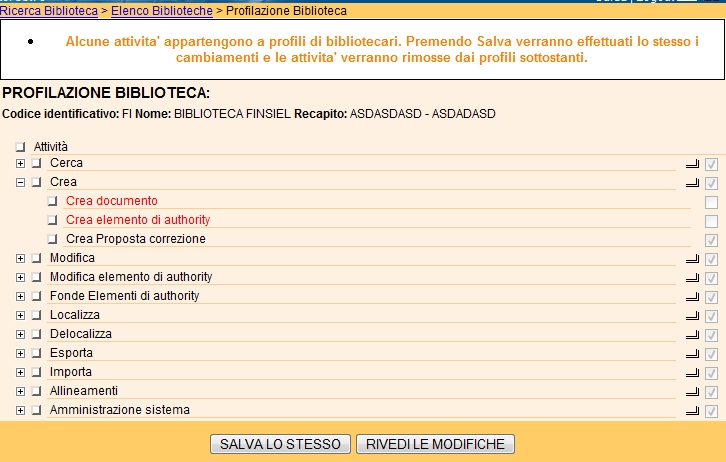 Ricerca Biblioteca > Elenco Biblioteche > Profilazione Biblioteca
Alcune attivita' appartengono a profili di bibliotecari. Premendo Salva verranno effettuati lo stesso i
cambiamenti e le attivita' verranno rimosse dai profili sottostanti.
PROFILAZIONE BIBLIOTECA:
Codice identificativo: FI Nome: BIBLIOTECA FINSIEL Recapito: ASDASDASD - ASDADASD
Attività
Cerca
Crea
Crea documento
Crea elemento di authority
Crea Proposta correzione
Modifica
Modifica elemento di authority
Fonde Elementi di authority
Localizza
Delocalizza
Esporta
Importa
Allineamenti
Amministrazione sistema
SALVA LO STESSO RIVEDI LE MODIFICHE